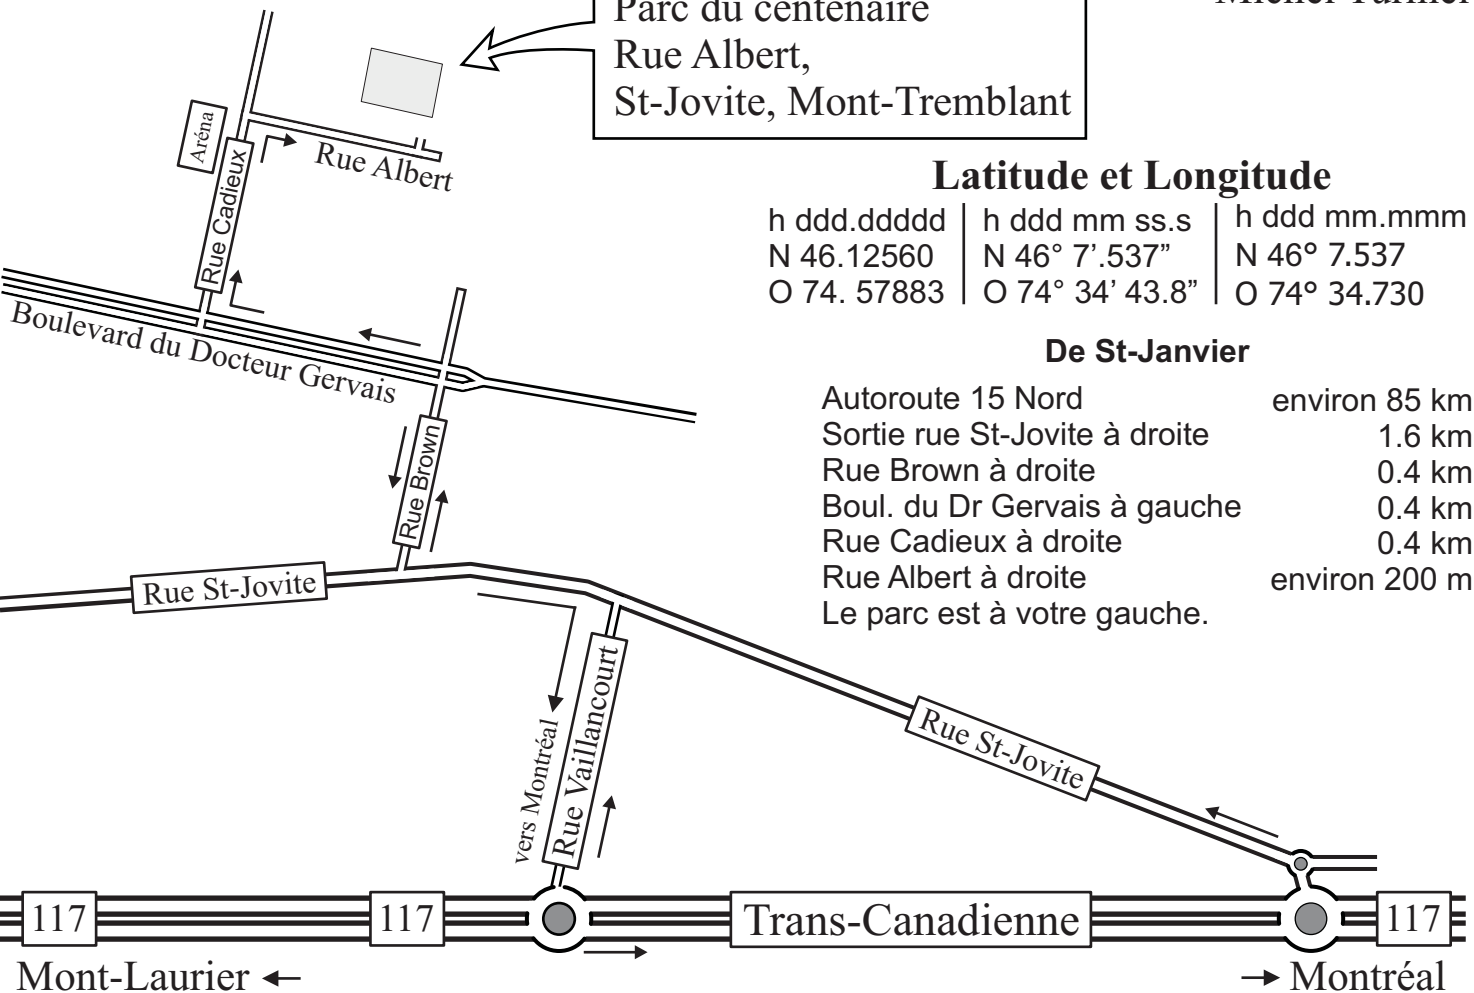 Parc du centenaire
Rue Albert,
St-Jovite, Mont-Tremblant
Aréna
Rue Albert
Rue Cadieux
Boulevard du Docteur Gervais
Latitude et Longitude
h ddd.ddddd | h ddd mm ss.s | h ddd mm.mmm
N 46.12560 | N 46° 7’.537” | N 46° 7.537
O 74. 57883 | O 74° 34’ 43.8” | O 74° 34.730
De St-Janvier
Autoroute 15 Nord environ 85 km
Sortie rue St-Jovite à droite 1.6 km
Rue Brown à droite 0.4 km
Boul. du Dr Gervais à gauche 0.4 km
Rue Cadieux à droite 0.4 km
Rue Albert à droite environ 200 m
Le parc est à votre gauche.
Rue Brown
Rue St-Jovite
vers Montréal
Rue Vaillancourt
Rue St-Jovite
117
117
Trans-Canadienne
117
Mont-Laurier
Montréal